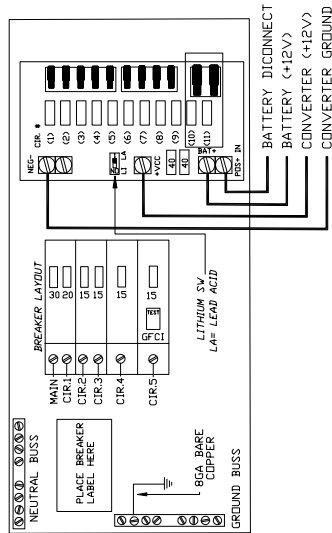 CIR. #
(1)
(2)
(3)
(4)
(5)
(6)
(7)
(8)
(9)
(10)
(11)
NEG-
LI LA
+VCC
40
40
BAT+
POS+ IN
BATTERY DICONNECT
BATTERY (+12V)
CONVERTER (+12V)
CONVERTER GROUND
BREAKER LAYOUT
MAIN 30
CIR.1 20
CIR.2 15
CIR.3 15
CIR.4 15
CIR.5 15
TEST
GFCI
LITHIUM SW
LA= LEAD ACID
NEUTRAL BUSS
PLACE BREAKER
LABEL HERE
8GA BARE
COPPER
GROUND BUSS